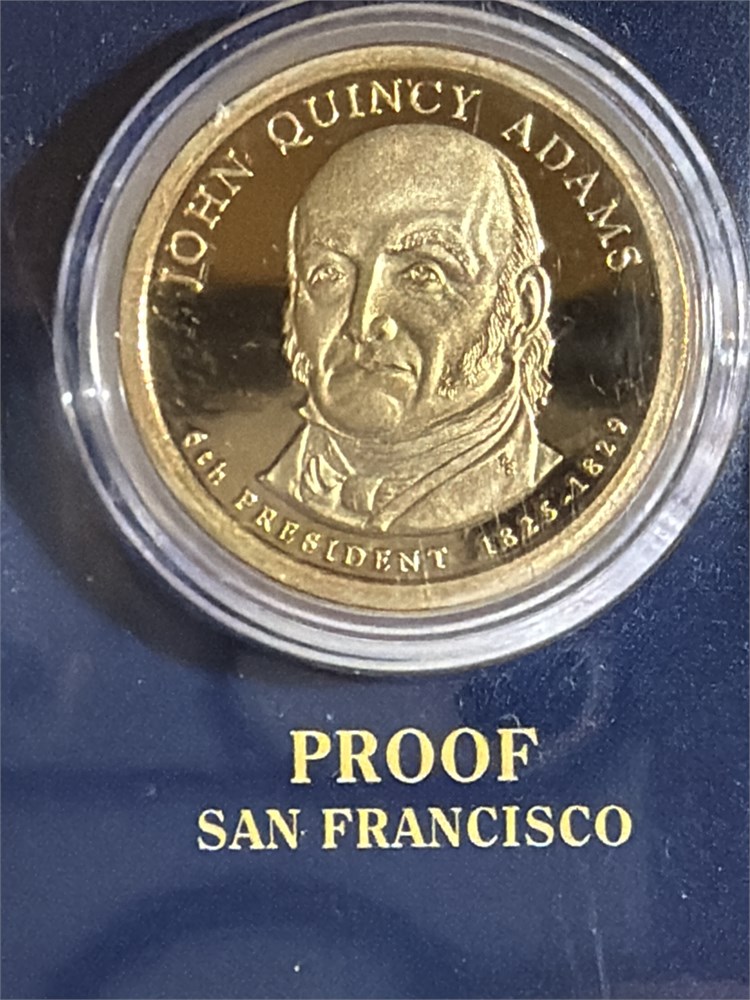 JOHN QUINCY ADAMS
6th PRESIDENT 1825-1829
PROOF
SAN FRANCISCO